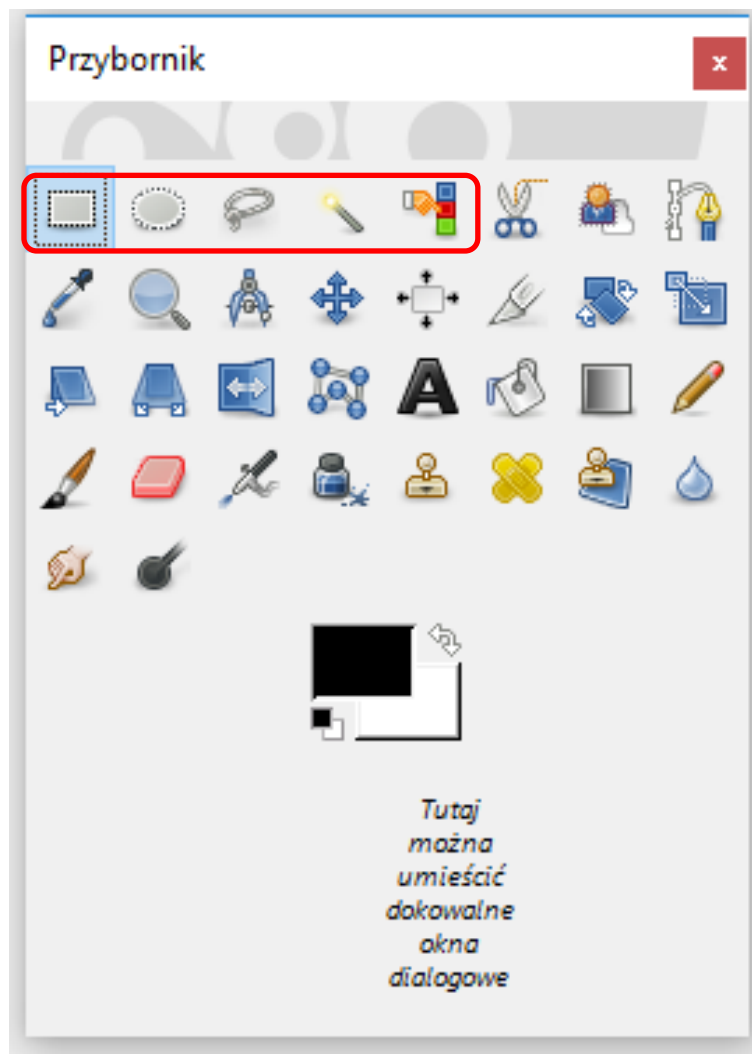 Przybornik
x
Tutaj
można
umieścić
dokowalne
okna
dialogowe